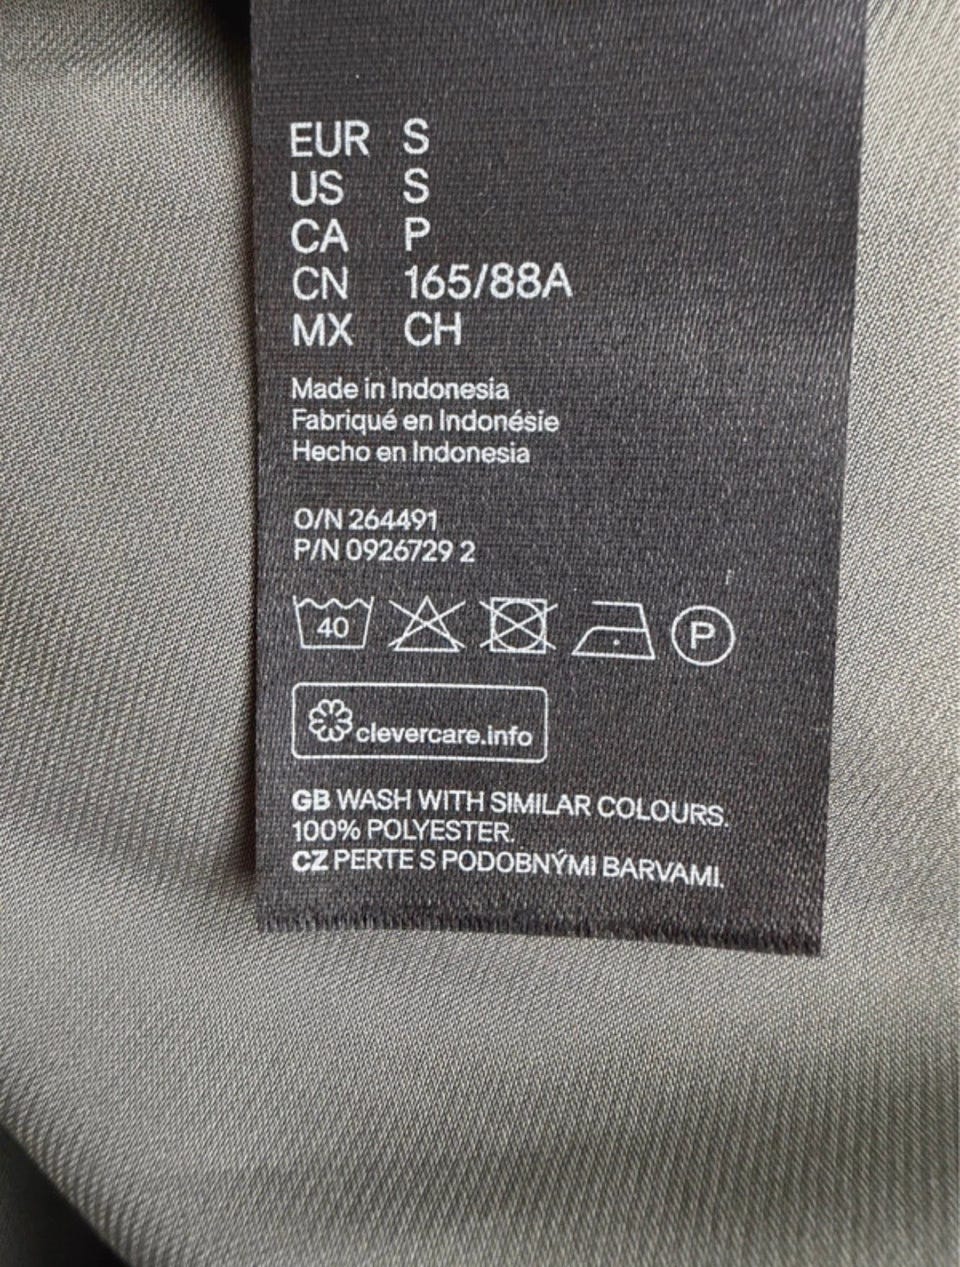 EUR S
US S
CA P
CN 165/88A
MX CH
Made in Indonesia
Fabriqué en Indonésie
Hecho en Indonesia
O/N 264491
P/N 0926729 2
40 P
clevercare.info
GB WASH WITH SIMILAR COLOURS.
100% POLYESTER.
CZ PERTE S PODOBNÝMI BARVAMI.